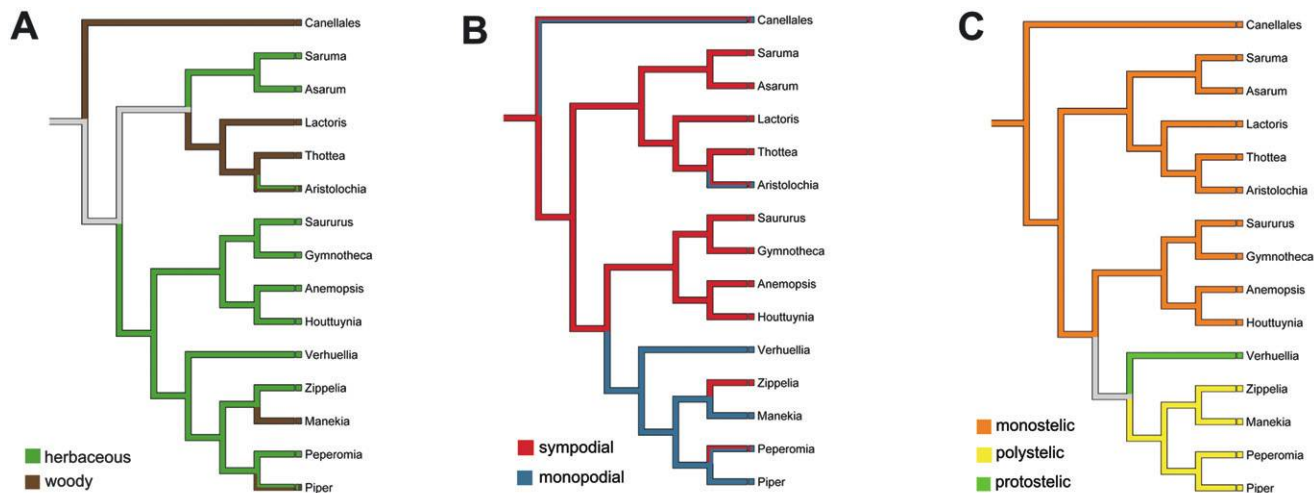 A
Canellales
Saruma
Asarum
Lactoris
Thottea
Aristolochia
Saururus
Gymnotheca
Anemopsis
Houttuynia
Verhuellia
Zippelia
Manekia
Peperomia
Piper
herbaceous
woody
B
Canellales
Saruma
Asarum
Lactoris
Thottea
Aristolochia
Saururus
Gymnotheca
Anemopsis
Houttuynia
Verhuellia
Zippelia
Manekia
Peperomia
Piper
sympodial
monopodial
C
Canellales
Saruma
Asarum
Lactoris
Thottea
Aristolochia
Saururus
Gymnotheca
Anemopsis
Houttuynia
Verhuellia
Zippelia
Manekia
Peperomia
Piper
monostelic
polystelic
protostelic